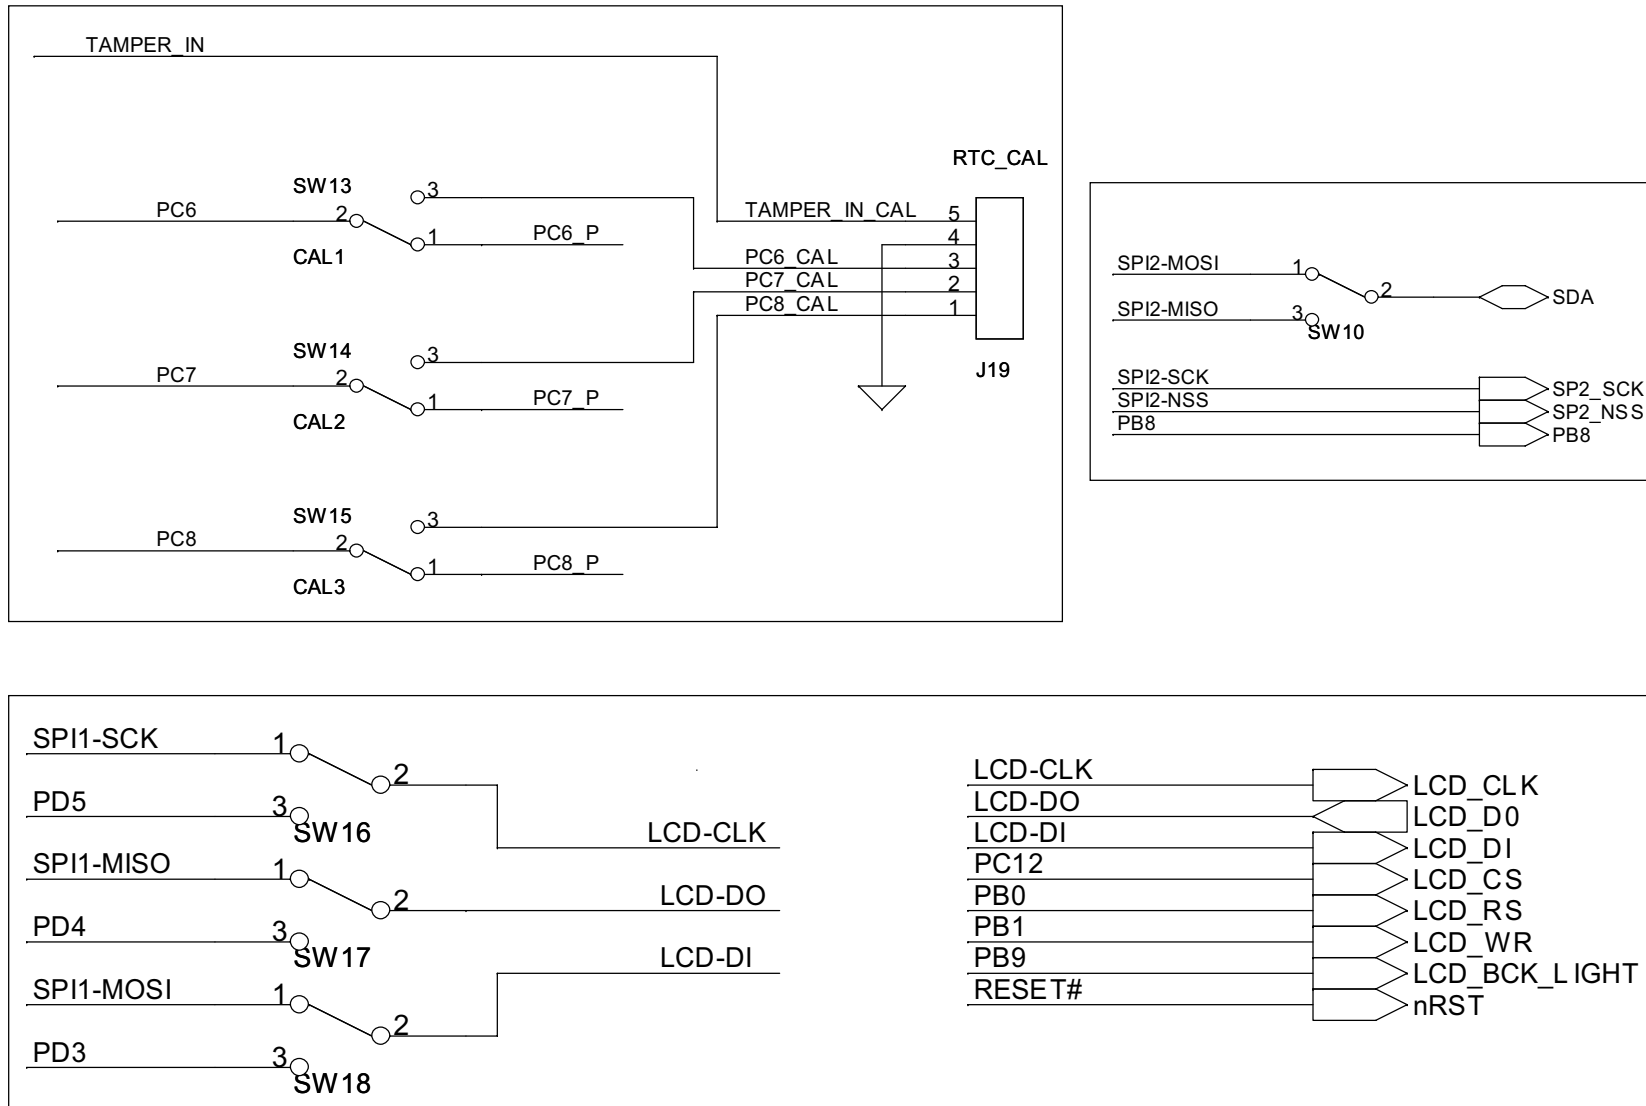 TAMPER_IN
RTC_CAL
SW13
3
PC6
2
TAMPER_IN_CAL
5
1
PC6_P
4
CAL1
PC6_CAL
3
PC7_CAL
2
PC8_CAL
1
SW14
3
J19
PC7
2
1
PC7_P
CAL2
SW15
3
PC8
2
1
PC8_P
CAL3
SPI2-MOSI
1
2
SDA
SPI2-MISO
3
SW10
SPI2-SCK
SP2_SCK
SPI2-NSS
SP2_NSS
PB8
PB8
SPI1-SCK
1
2
PD5
3
SW16
LCD-CLK
SPI1-MISO
1
2
LCD-DO
PD4
3
SW17
LCD-DI
SPI1-MOSI
1
2
PD3
3
SW18
LCD-CLK
LCD_CLK
LCD-DO
LCD_D0
LCD-DI
LCD_DI
PC12
LCD_CS
PB0
LCD_RS
PB1
LCD_WR
PB9
LCD_BCK_LIGHT
RESET#
nRST